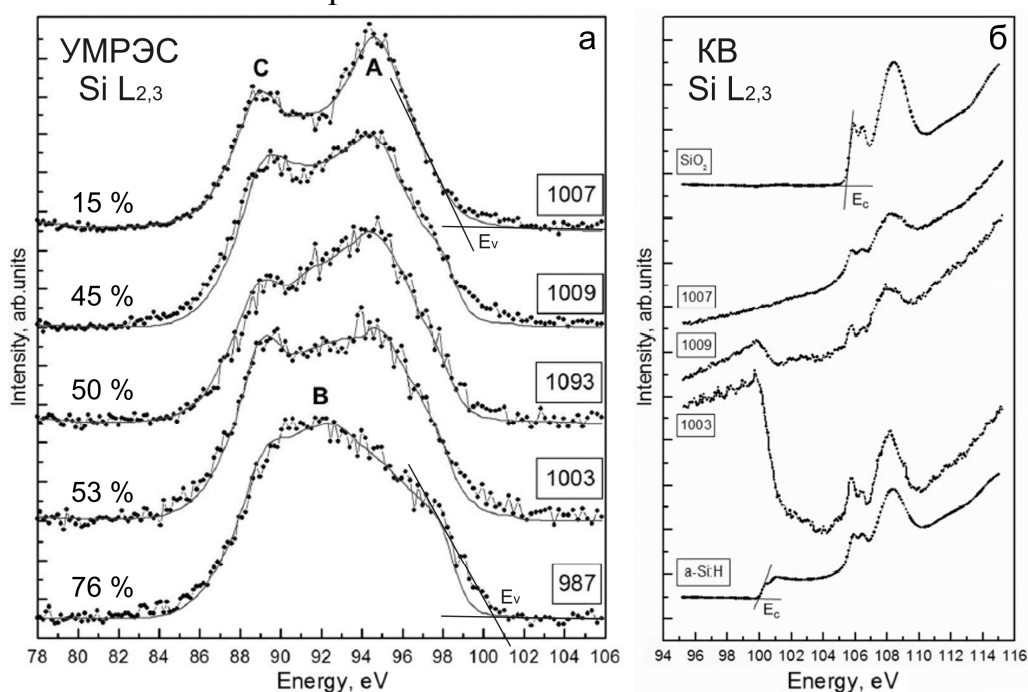 УМРЭС
Si L2,3
а
C
A
B
15 %
45 %
50 %
53 %
76 %
1007
1009
1093
1003
987
Ev
Ev
Intensity, arb.units
78 80 82 84 86 88 90 92 94 96 98 100 102 104 106
Energy, eV
КВ
Si L2,3
б
SiO2
Ec
1007
1009
1003
a-Si:H
Ec
Intensity, arb.units
94 96 98 100 102 104 106 108 110 112 114 116
Energy, eV